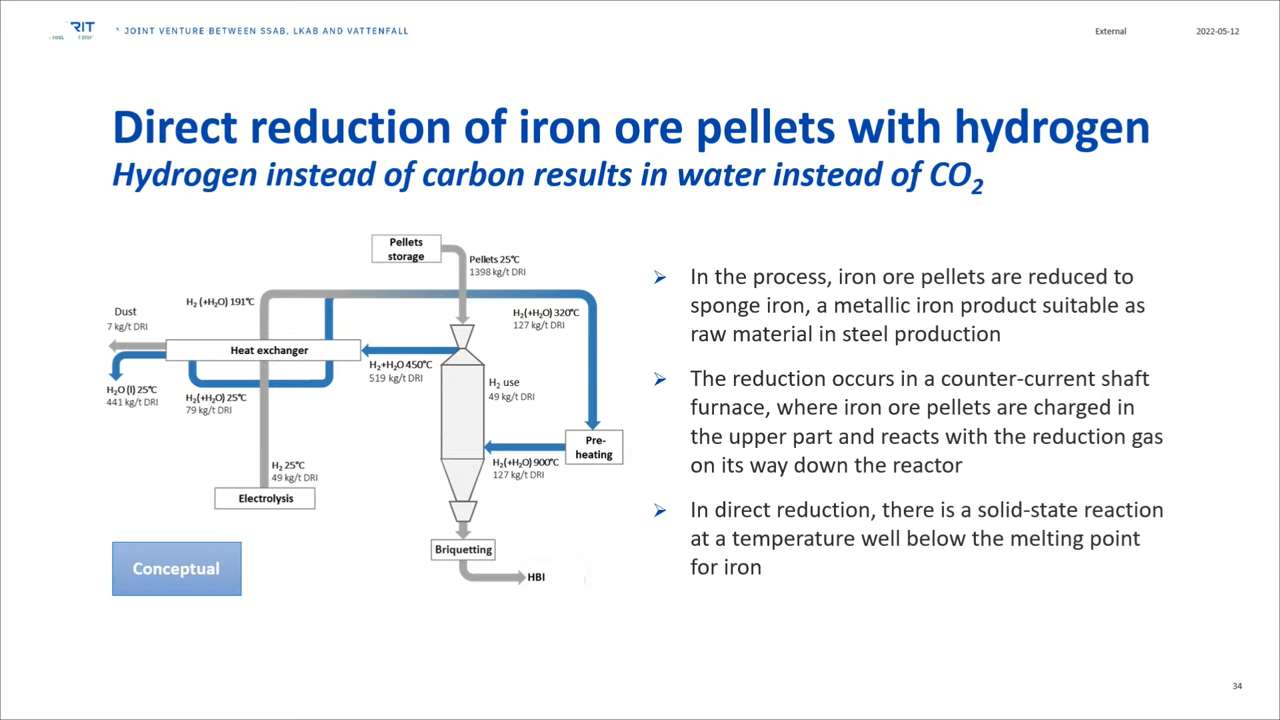 RIT
JOINT VENTURE BETWEEN SSAB, LKAB AND VATTENFALL
External
2022-05-12
Direct reduction of iron ore pellets with hydrogen
Hydrogen instead of carbon results in water instead of CO₂
Pellets
storage
Pellets 25°C
1398 kg/t DRI
H₂ (+H₂O) 191°C
H₂(+H₂O) 320°C
127 kg/t DRI
Dust
7 kg/t DRI
Heat exchanger
H₂+H₂O 450°C
519 kg/t DRI
H₂O (l) 25°C
441 kg/t DRI
H₂(+H₂O) 25°C
79 kg/t DRI
H₂ use
49 kg/t DRI
Pre-
heating
H₂(+H₂O) 900°C
127 kg/t DRI
H₂ 25°C
49 kg/t DRI
Electrolysis
Briquetting
HBI
Conceptual
In the process, iron ore pellets are reduced to
sponge iron, a metallic iron product suitable as
raw material in steel production
The reduction occurs in a counter-current shaft
furnace, where iron ore pellets are charged in
the upper part and reacts with the reduction gas
on its way down the reactor
In direct reduction, there is a solid-state reaction
at a temperature well below the melting point
for iron
34